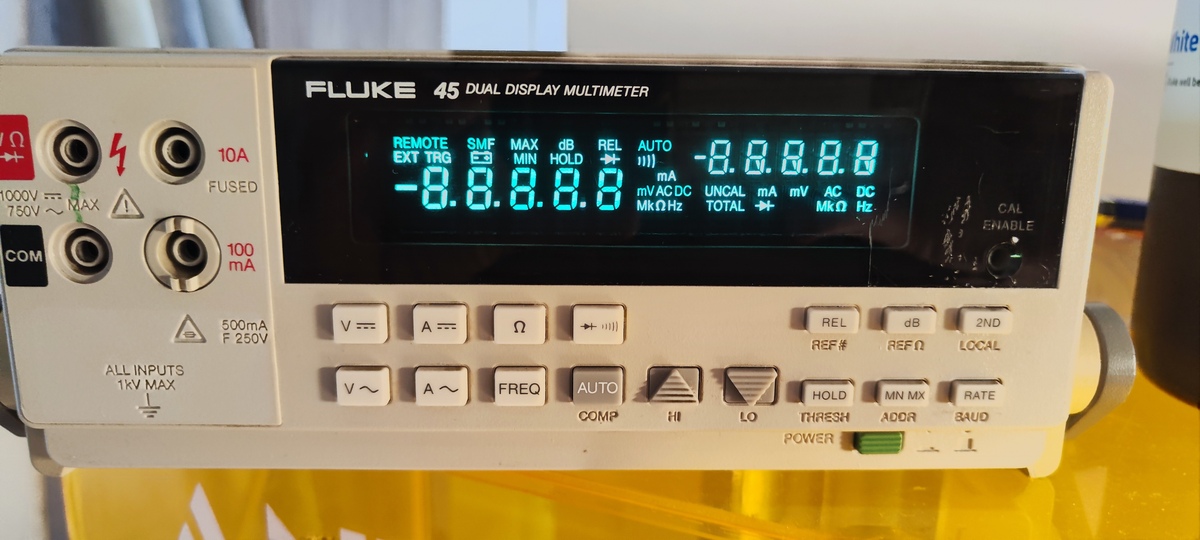 FLUKE 45 DUAL DISPLAY MULTIMETER
REMOTE SMF MAX dB REL AUTO
EXT TRG MIN HOLD
-8.8.8.8.8
mA
mV AC DC
MkΩHz
-8.8.8.8.8
UNCAL mA mV AC DC
TOTAL MkΩ Hz
CAL
ENABLE
Ω
1000V
750V MAX
COM
10A
FUSED
100
mA
500mA
F 250V
ALL INPUTS
1kV MAX
V
A
Ω
REL
dB
2ND
REF#
REFΩ
LOCAL
V
A
FREQ
AUTO
HOLD
MN MX
RATE
COMP
HI
LO
THRESH
ADDR
BAUD
POWER
hite